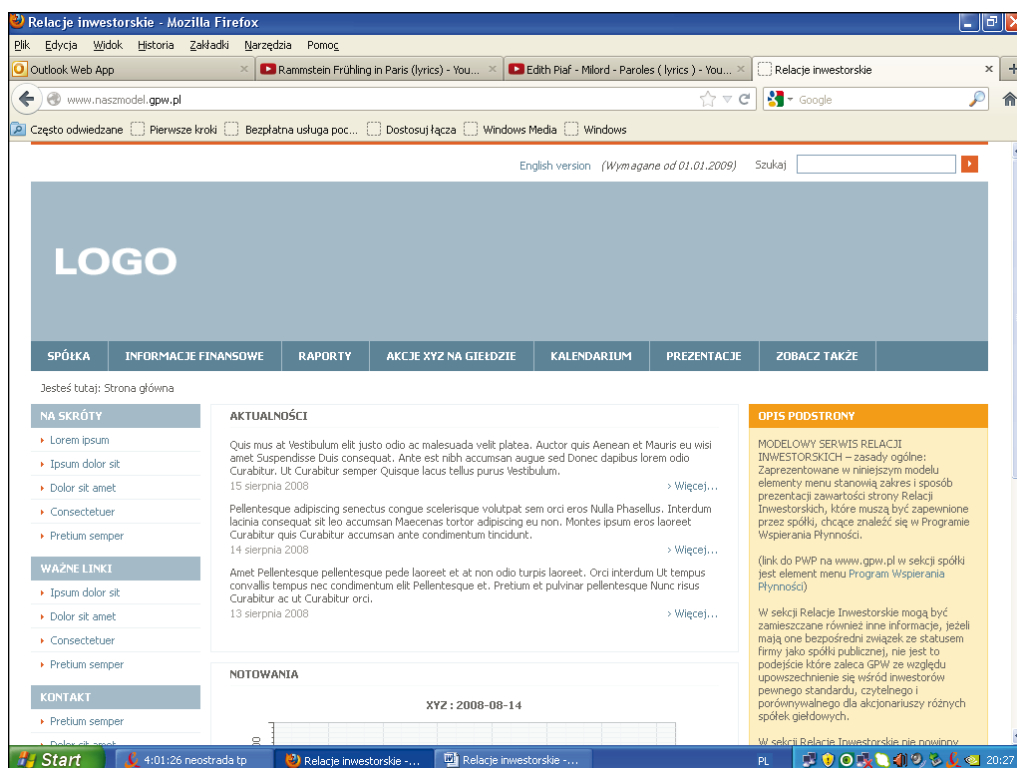 Relacje inwestorskie - Mozilla Firefox
Plik Edycja Widok Historia Zakładki Narzędzia Pomoc
Outlook Web App
Rammstein Frühling in Paris (lyrics) - You...
Edith Piaf - Milord - Paroles ( lyrics ) - You...
Relacje inwestorskie
www.naszmodel.gpw.pl
Google
Często odwiedzane Pierwsze kroki Bezpłatna usługa poc... Dostosuj łącza Windows Media Windows
English version (Wymagane od 01.01.2009) Szukaj
LOGO
SPÓŁKA INFORMACJE FINANSOWE RAPORTY AKCJE XYZ NA GIEŁDZIE KALENDARIUM PREZENTACJE ZOBACZ TAKŻE
Jesteś tutaj: Strona główna
NA SKRÓTY
Lorem ipsum
Ipsum dolor sit
Dolor sit amet
Consectetuer
Pretium semper
WAŻNE LINKI
Ipsum dolor sit
Dolor sit amet
Consectetuer
Pretium semper
KONTAKT
Pretium semper
Dolor sit amet
AKTUALNOŚCI
Quis mus at Vestibulum elit justo odio ac malesuada velit platea. Auctor quis Aenean et Mauris eu wisi
amet Suspendisse Duis consequat. Ante est nibh accumsan augue sed Donec dapibus lorem odio
Curabitur. Ut Curabitur semper Quisque lacus tellus purus Vestibulum.
15 sierpnia 2008 › Więcej...
Pellentesque adipiscing senectus congue scelerisque volutpat sem orci eros Nulla Phasellus. Interdum
lacinia consequat sit leo accumsan Maecenas tortor adipiscing eu non. Montes ipsum eros laoreet
Curabitur quis Curabitur accumsan ante condimentum tincidunt.
14 sierpnia 2008 › Więcej...
Amet Pellentesque pellentesque pede laoreet et at non odio turpis laoreet. Orci interdum Ut tempus
convallis tempus nec condimentum elit Pellentesque et. Pretium et pulvinar pellentesque Nunc risus
Curabitur ac ut Curabitur orci.
13 sierpnia 2008 › Więcej...
NOTOWANIA
XYZ : 2008-08-14
OPIS PODSTRONY
MODELOWY SERWIS RELACJI
INWESTORSKICH – zasady ogólne:
Zaprezentowane w niniejszym modelu
elementy menu stanowią zakres i sposób
prezentacji zawartości strony Relacji
Inwestorskich, które muszą być zapewnione
przez spółki, chcące znaleźć się w Programie
Wspierania Płynności.
(link do PWP na www.gpw.pl w sekcji spółki
jest element menu Program Wspierania
Płynności)
W sekcji Relacje Inwestorskie mogą być
zamieszczane również inne informacje, jeżeli
mają one bezpośredni związek ze statusem
firmy jako spółki publicznej, nie jest to
podejście które zaleca GPW ze względu
upowszechnienie się wśród inwestorów
pewnego standardu, czytelnego i
porównywalnego dla akcjonariuszy różnych
spółek giełdowych.
W sekcji Relacje Inwestorskie nie powinny
Start
4:01:26 neostrada tp
Relacje inwestorskie -...
Relacje inwestorskie -...
PL
20:27